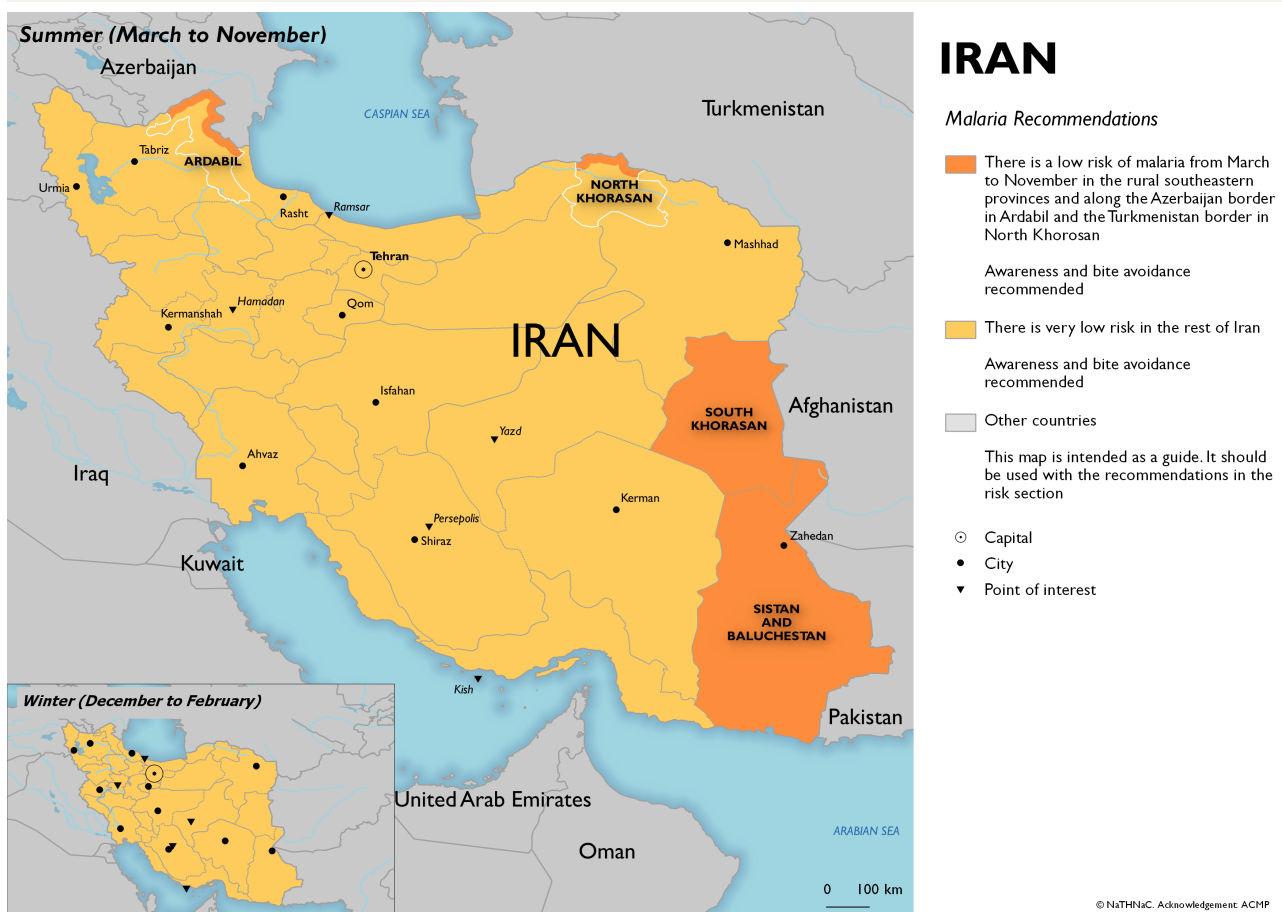 Summer (March to November)
Azerbaijan
CASPIAN SEA
Turkmenistan
Tabriz
ARDABIL
Urmia
Rasht
Ramsar
NORTH
KHORASAN
Mashhad
Tehran
Hamadan
Qom
Kermanshah
IRAN
Isfahan
SOUTH
KHORASAN
Afghanistan
Yazd
Ahvaz
Iraq
Kerman
Persepolis
Shiraz
Zahedan
Kuwait
SISTAN
AND
BALUCHESTAN
Kish
Pakistan
Winter (December to February)
United Arab Emirates
ARABIAN SEA
Oman
0 100 km
IRAN
Malaria Recommendations
There is a low risk of malaria from March
to November in the rural southeastern
provinces and along the Azerbaijan border
in Ardabil and the Turkmenistan border in
North Khorosan
Awareness and bite avoidance
recommended
There is very low risk in the rest of Iran
Awareness and bite avoidance
recommended
Other countries
This map is intended as a guide. It should
be used with the recommendations in the
risk section
Capital
City
Point of interest
© NaTHNaC. Acknowledgement: ACMP